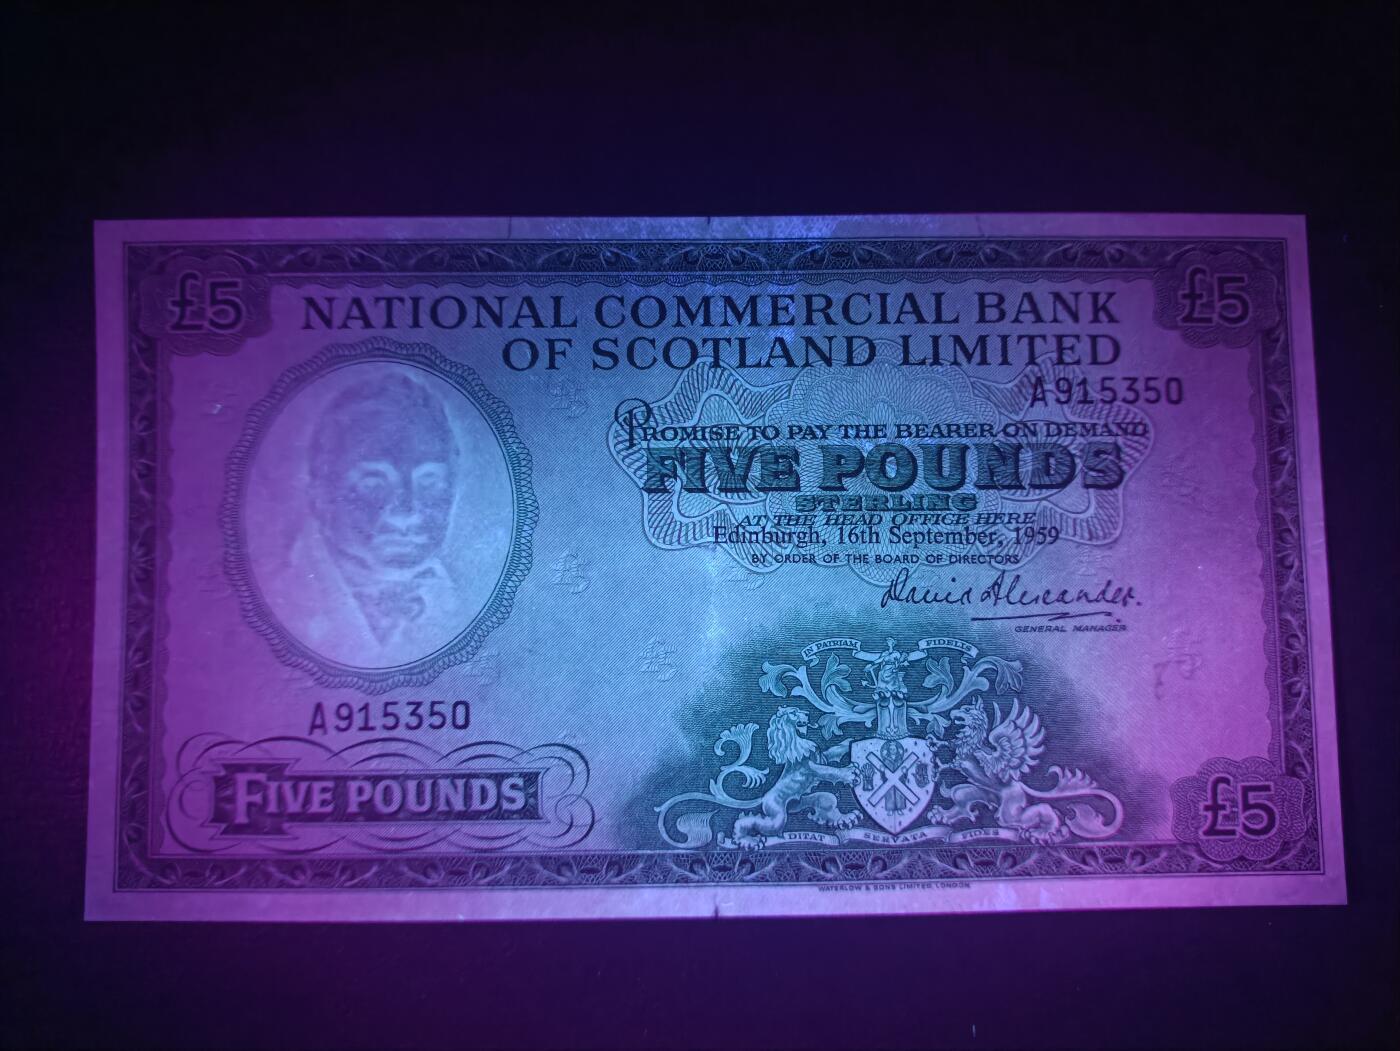 £5
£5
NATIONAL COMMERCIAL BANK
OF SCOTLAND LIMITED
A915350
PROMISE TO PAY THE BEARER ON DEMAND
FIVE POUNDS
STERLING
AT THE HEAD OFFICE HERE
Edinburgh, 16th September, 1959
BY ORDER OF THE BOARD OF DIRECTORS
David Alexander.
GENERAL MANAGER
IN PATRIAM FIDELIS
A915350
FIVE POUNDS
DITAT SERVATA FIDES
£5
WATERLOW & SONS LIMITED, LONDON